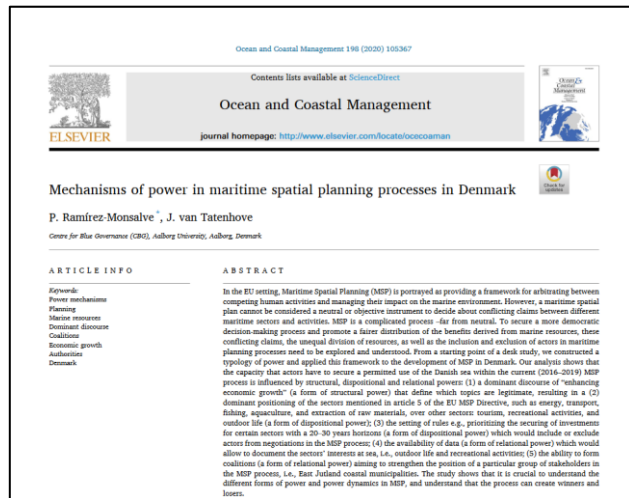 Ocean and Coastal Management 198 (2020) 105367
Contents lists available at ScienceDirect
Ocean and Coastal Management
journal homepage: http://www.elsevier.com/locate/ocecoaman
ELSEVIER
Ocean &
Coastal
Management
Check for
updates
Mechanisms of power in maritime spatial planning processes in Denmark
P. Ramírez-Monsalve *, J. van Tatenhove
Centre for Blue Governance (CBG), Aalborg University, Aalborg, Denmark
ARTICLE INFO
Keywords:
Power mechanisms
Planning
Marine resources
Dominant discourse
Coalitions
Economic growth
Authorities
Denmark
ABSTRACT
In the EU setting, Maritime Spatial Planning (MSP) is portrayed as providing a framework for arbitrating between
competing human activities and managing their impact on the marine environment. However, a maritime spatial
plan cannot be considered a neutral or objective instrument to decide about conflicting claims between different
maritime sectors and activities. MSP is a complicated process –far from neutral. To secure a more democratic
decision-making process and promote a fairer distribution of the benefits derived from marine resources, these
conflicting claims, the unequal division of resources, as well as the inclusion and exclusion of actors in maritime
planning processes need to be explored and understood. From a starting point of a desk study, we constructed a
typology of power and applied this framework to the development of MSP in Denmark. Our analysis shows that
the capacity that actors have to secure a permitted use of the Danish sea within the current (2016–2019) MSP
process is influenced by structural, dispositional and relational powers: (1) a dominant discourse of “enhancing
economic growth” (a form of structural power) that define which topics are legitimate, resulting in a (2)
dominant positioning of the sectors mentioned in article 5 of the EU MSP Directive, such as energy, transport,
fishing, aquaculture, and extraction of raw materials, over other sectors: tourism, recreational activities, and
outdoor life (a form of dispositional power); (3) the setting of rules e.g., prioritizing the securing of investments
for certain sectors with a 20–30 years horizons (a form of dispositional power) which would include or exclude
actors from negotiations in the MSP process; (4) the availability of data (a form of relational power) which would
allow to document the sectors’ interests at sea, i.e., outdoor life and recreational activities; (5) the ability to form
coalitions (a form of relational power) aiming to strengthen the position of a particular group of stakeholders in
the MSP process, i.e., East Jutland coastal municipalities. The study shows that it is crucial to understand the
different forms of power and power dynamics in MSP, and understand that the process can create winners and
losers.